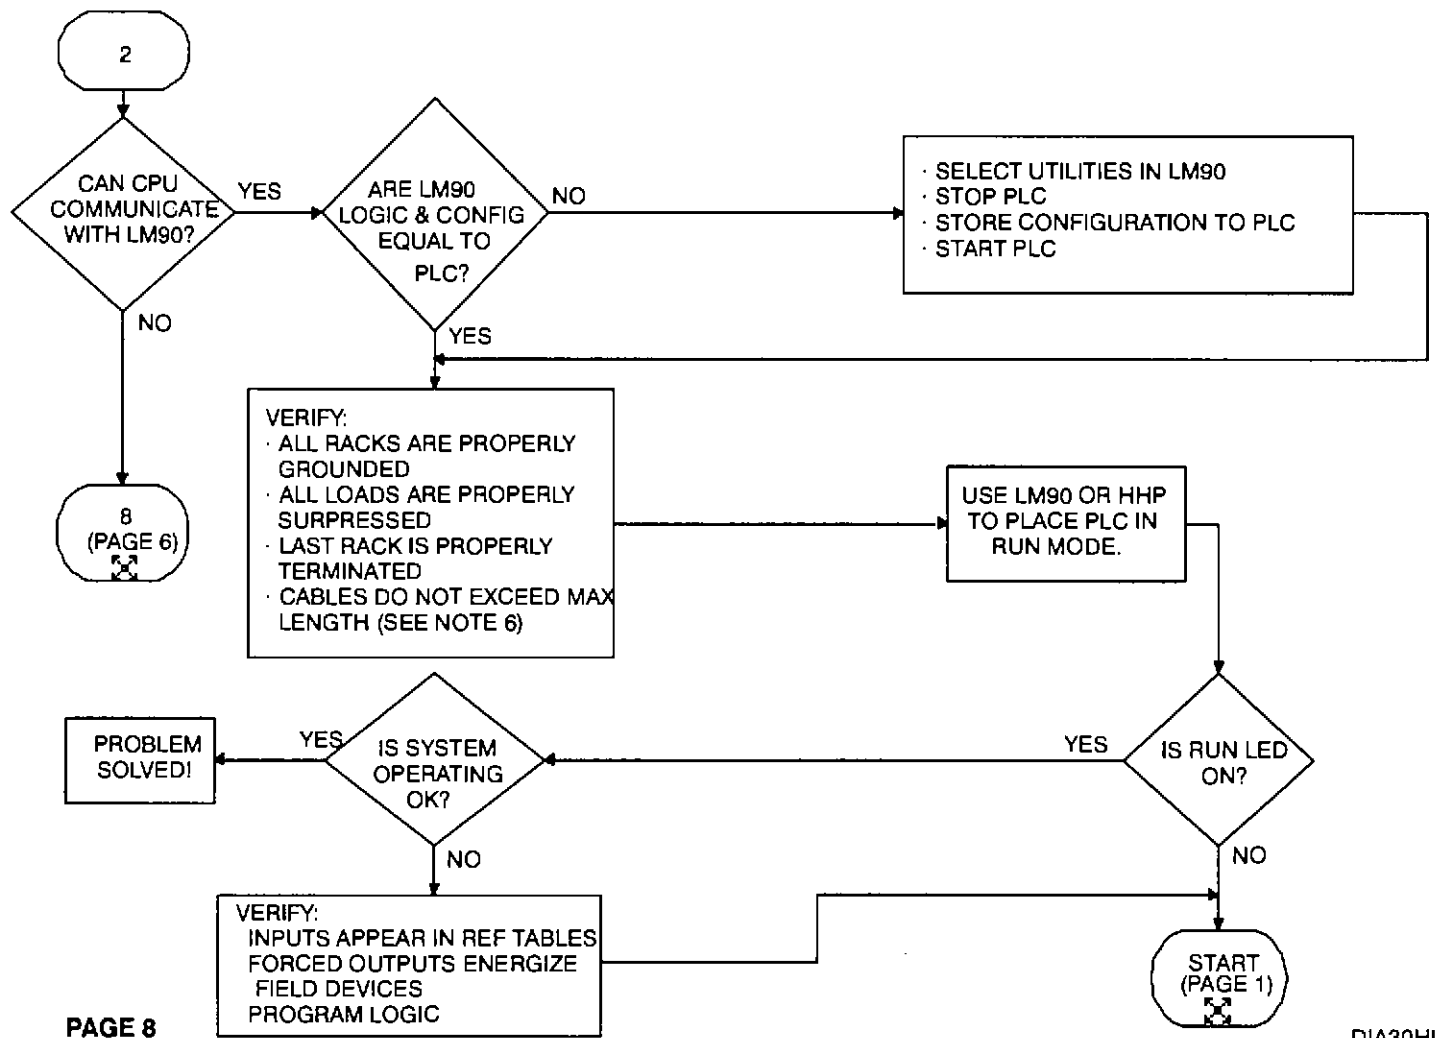 2
CAN CPU
COMMUNICATE
WITH LM90?
YES
NO
8
(PAGE 6)
ARE LM90
LOGIC & CONFIG
EQUAL TO
PLC?
NO
YES
· SELECT UTILITIES IN LM90
· STOP PLC
· STORE CONFIGURATION TO PLC
· START PLC
VERIFY:
· ALL RACKS ARE PROPERLY
GROUNDED
· ALL LOADS ARE PROPERLY
SURPRESSED
· LAST RACK IS PROPERLY
TERMINATED
· CABLES DO NOT EXCEED MAX
LENGTH (SEE NOTE 6)
USE LM90 OR HHP
TO PLACE PLC IN
RUN MODE.
IS RUN LED
ON?
YES
NO
IS SYSTEM
OPERATING
OK?
YES
NO
PROBLEM
SOLVED!
VERIFY:
INPUTS APPEAR IN REF TABLES
FORCED OUTPUTS ENERGIZE
FIELD DEVICES
PROGRAM LOGIC
START
(PAGE 1)
PAGE 8